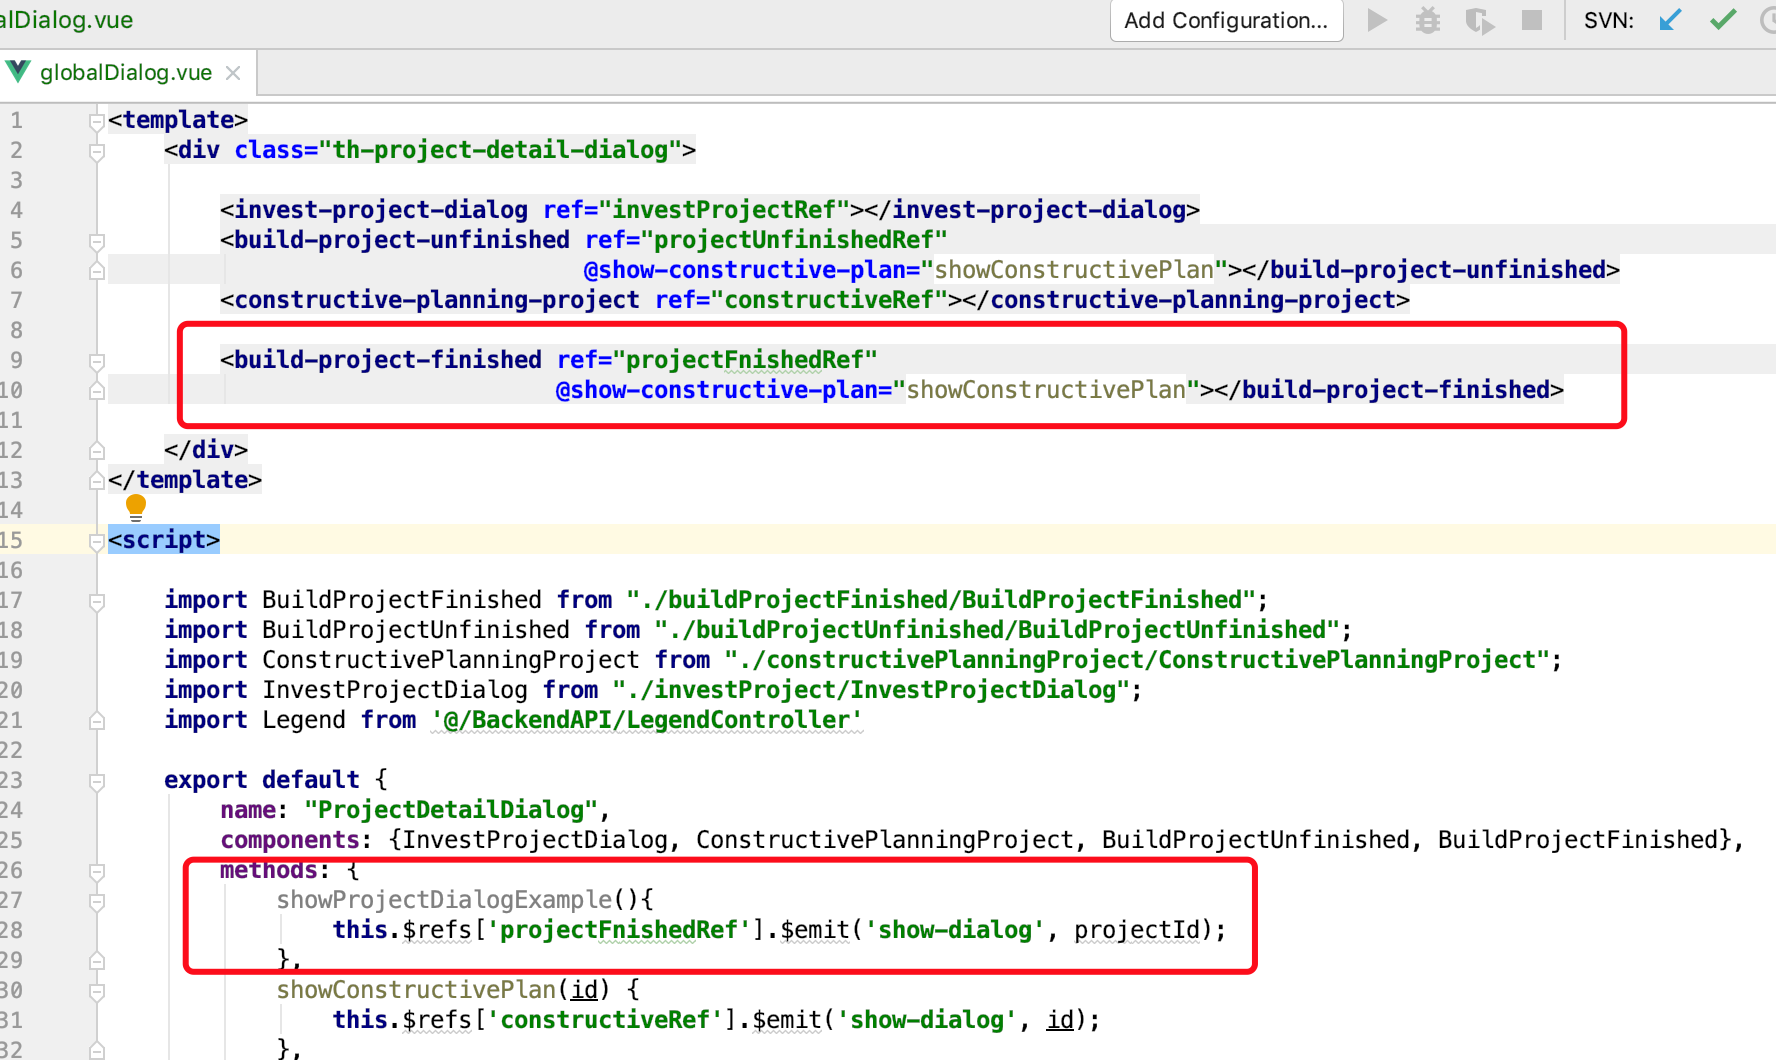 alDialog.vue
Add Configuration...
SVN:
globalDialog.vue
1 <template>
2 <div class="th-project-detail-dialog">
3
4 <invest-project-dialog ref="investProjectRef"></invest-project-dialog>
5 <build-project-unfinished ref="projectUnfinishedRef"
6 @show-constructive-plan="showConstructivePlan"></build-project-unfinished>
7 <constructive-planning-project ref="constructiveRef"></constructive-planning-project>
8
9 <build-project-finished ref="projectFnishedRef"
10 @show-constructive-plan="showConstructivePlan"></build-project-finished>
11
12 </div>
13 </template>
14
15 <script>
16
17 import BuildProjectFinished from "./buildProjectFinished/BuildProjectFinished";
18 import BuildProjectUnfinished from "./buildProjectUnfinished/BuildProjectUnfinished";
19 import ConstructivePlanningProject from "./constructivePlanningProject/ConstructivePlanningProject";
20 import InvestProjectDialog from "./investProject/InvestProjectDialog";
21 import Legend from '@/BackendAPI/LegendController'
22
23 export default {
24 name: "ProjectDetailDialog",
25 components: {InvestProjectDialog, ConstructivePlanningProject, BuildProjectUnfinished, BuildProjectFinished},
26 methods: {
27 showProjectDialogExample(){
28 this.$refs['projectFnishedRef'].$emit('show-dialog', projectId);
29 },
30 showConstructivePlan(id) {
31 this.$refs['constructiveRef'].$emit('show-dialog', id);
32 },